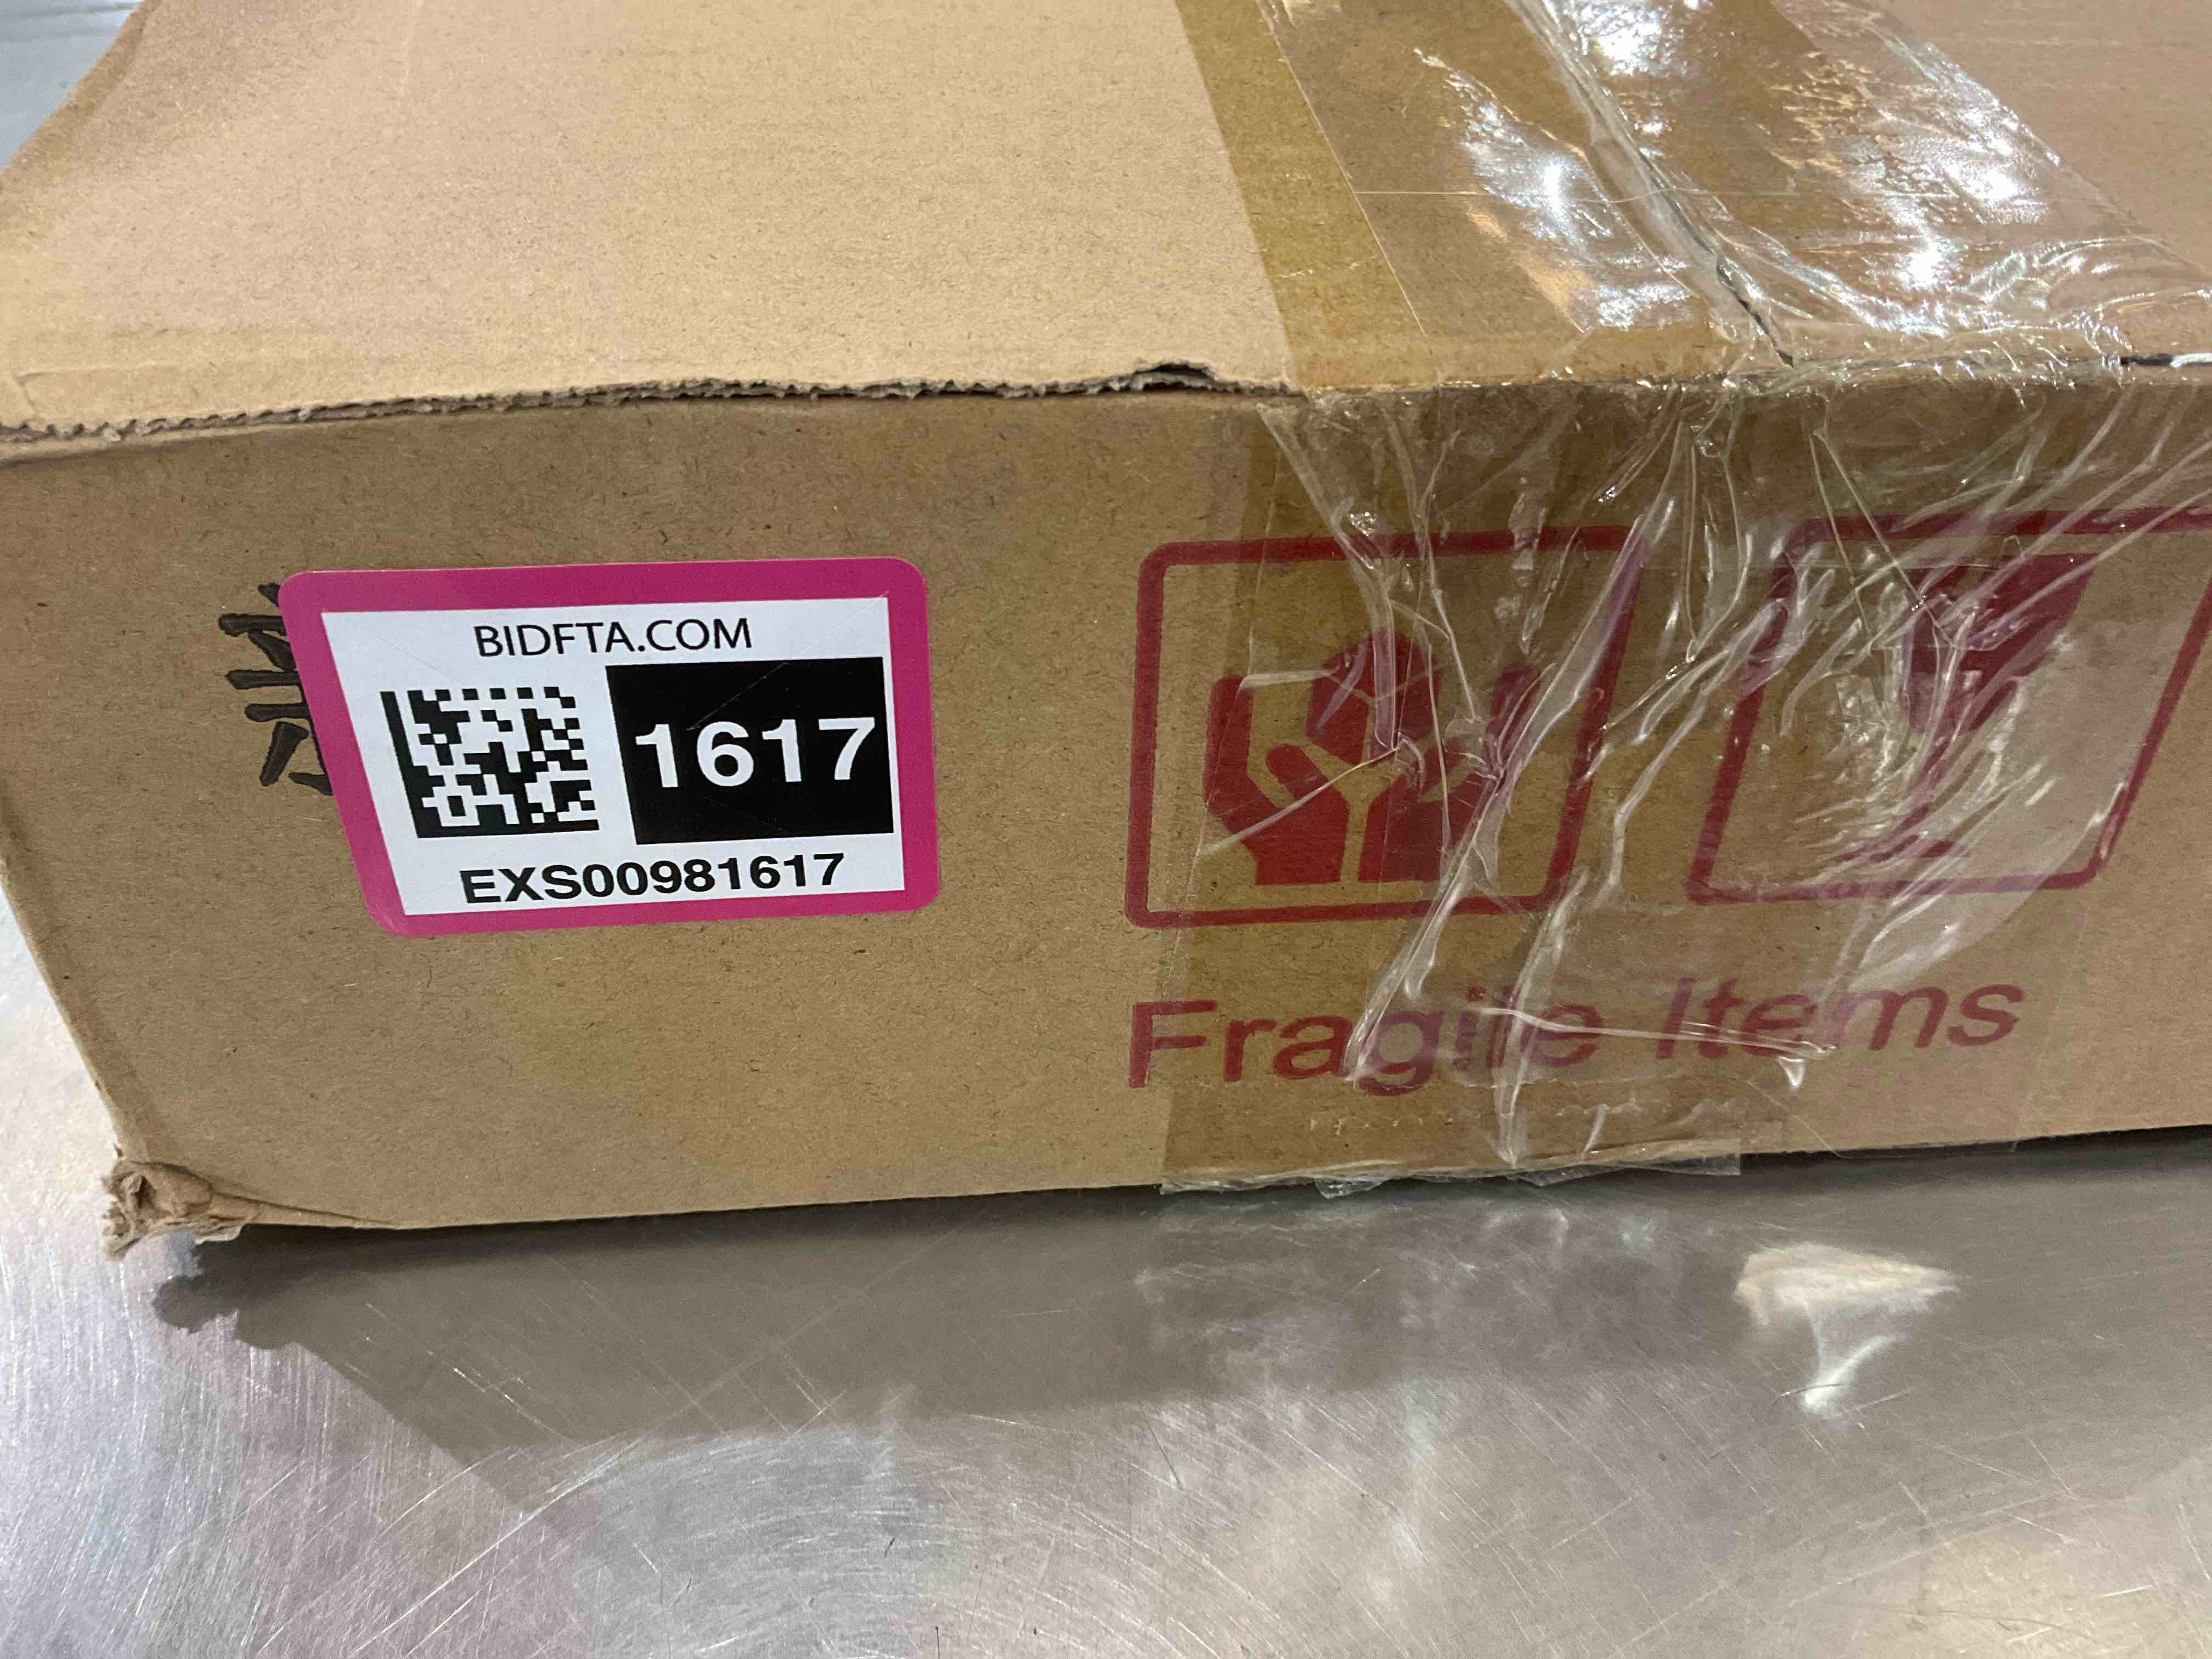 BIDFTA.COM
1617
EXS00981617
Fragile Items